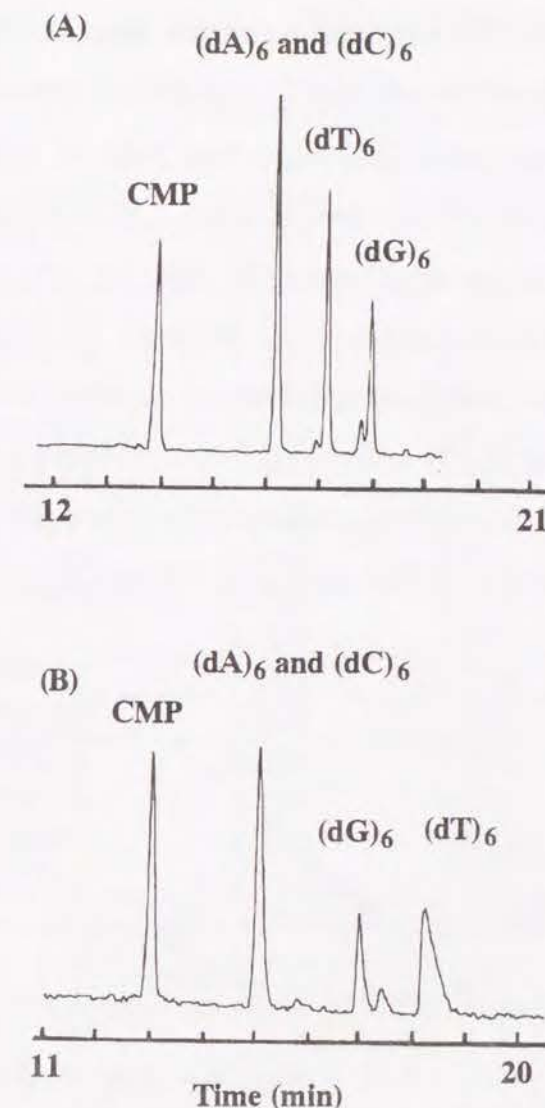 (A)
(dA)6 and (dC)6
(dT)6
CMP
(dG)6
12 21
(B)
(dA)6 and (dC)6
CMP
(dG)6 (dT)6
11 20
Time (min)